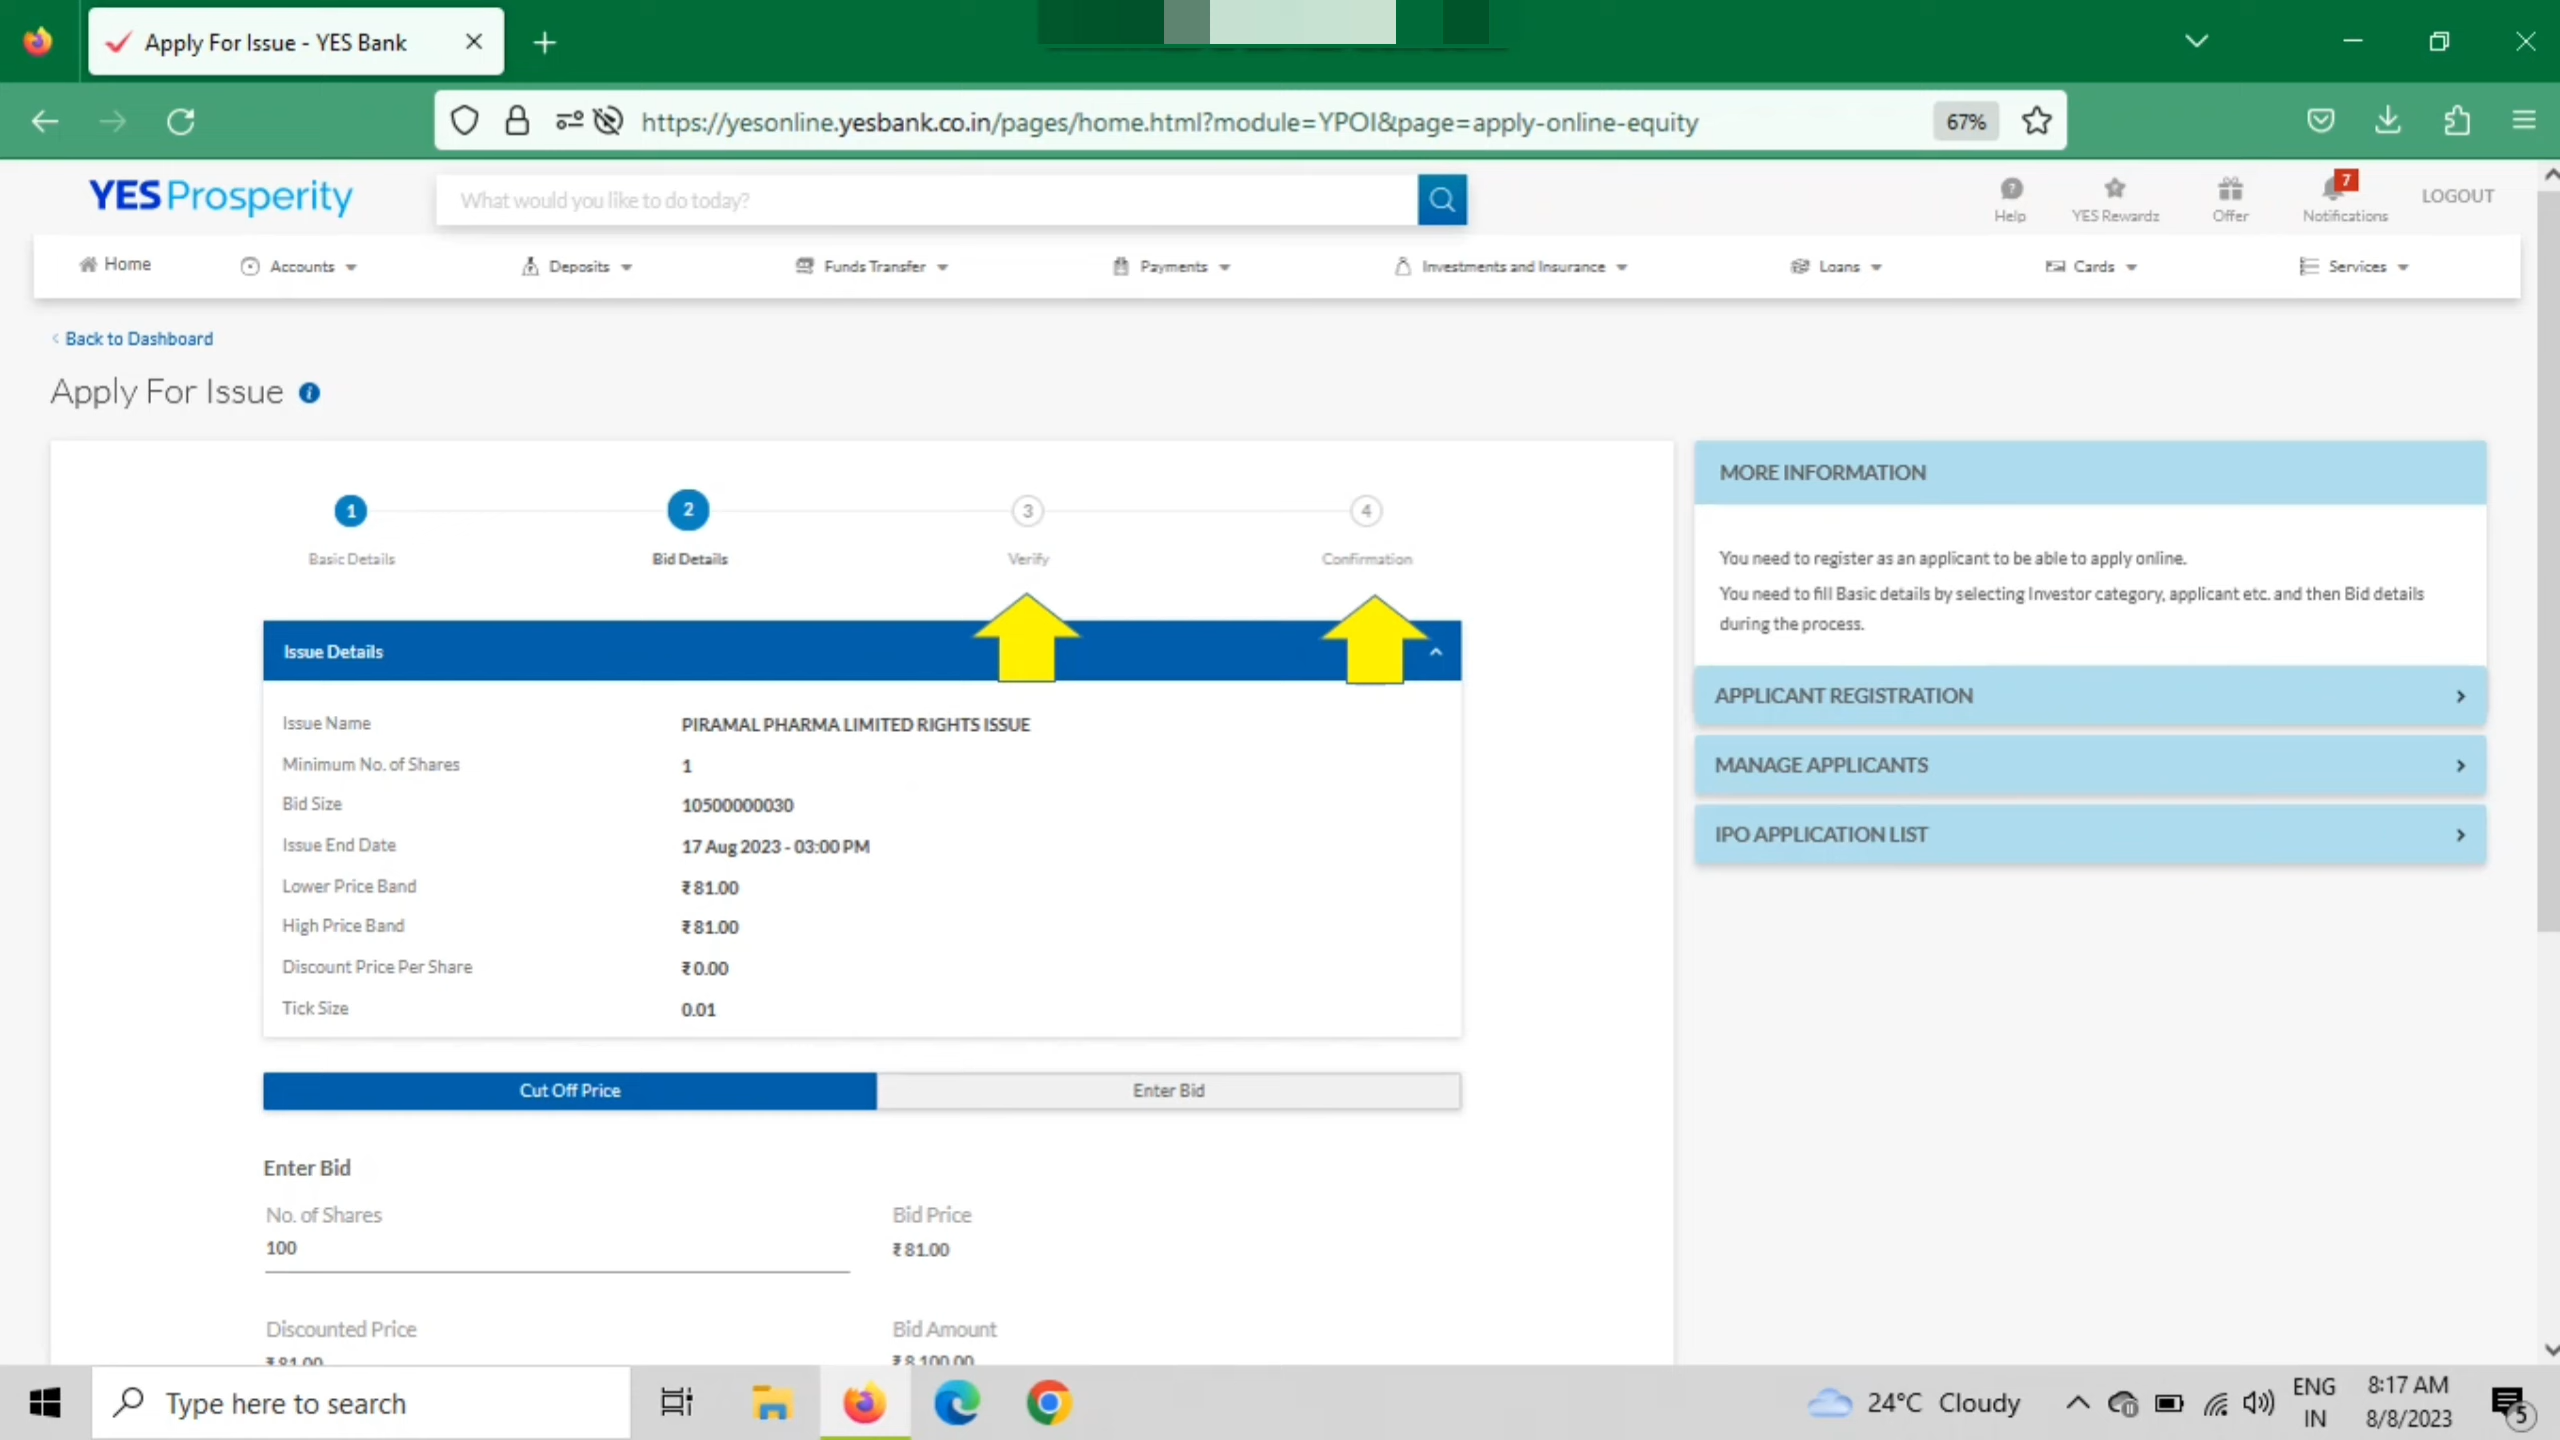 Apply For Issue - YES Bank
https://yesonline.yesbank.co.in/pages/home.html?module=YPOI&page=apply-online-equity
67%
YES Prosperity
What would you like to do today?
Help
YES Rewardz
Offer
7
Notifications
LOGOUT
Home
Accounts
Deposits
Funds Transfer
Payments
Investments and Insurance
Loans
Cards
Services
Back to Dashboard
Apply For Issue
1
2
3
4
Basic Details
Bid Details
Verify
Confirmation
Issue Details
Issue Name PIRAMAL PHARMA LIMITED RIGHTS ISSUE
Minimum No. of Shares 1
Bid Size 10500000030
Issue End Date 17 Aug 2023 - 03:00 PM
Lower Price Band ₹ 81.00
High Price Band ₹ 81.00
Discount Price Per Share ₹ 0.00
Tick Size 0.01
Cut Off Price
Enter Bid
Enter Bid
No. of Shares
100
Bid Price
₹ 81.00
Discounted Price
₹ 81.00
Bid Amount
₹ 8,100.00
MORE INFORMATION
You need to register as an applicant to be able to apply online.
You need to fill Basic details by selecting Investor category, applicant etc. and then Bid details
during the process.
APPLICANT REGISTRATION
MANAGE APPLICANTS
IPO APPLICATION LIST
Type here to search
24°C Cloudy
ENG
IN
8:17 AM
8/8/2023
5